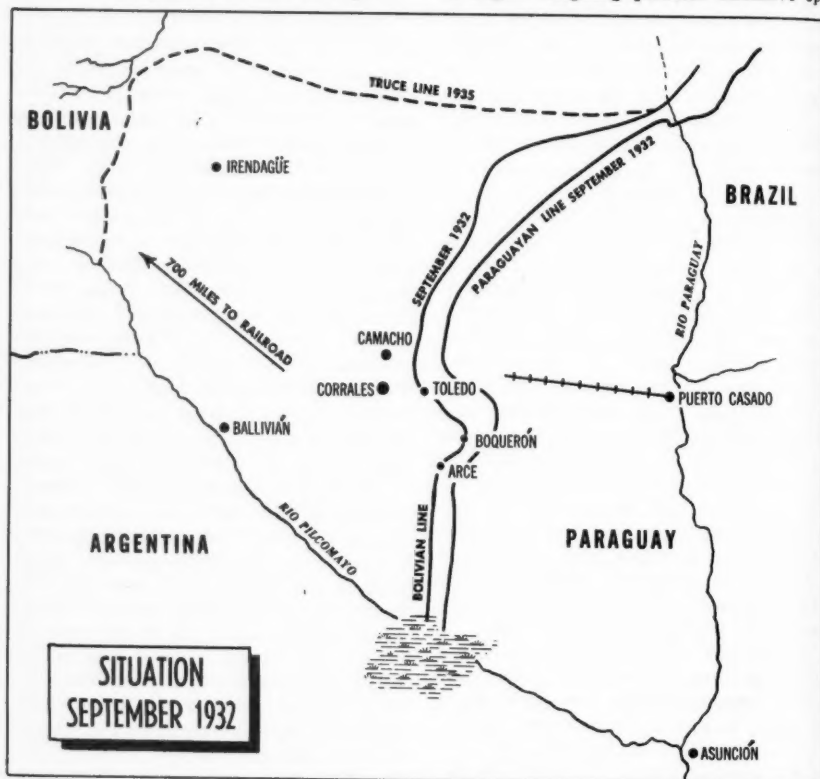 TRUCE LINE 1935
BOLIVIA
IRENDAGÜE
BRAZIL
SEPTEMBER 1932
PARAGUAYAN LINE SEPTEMBER 1932
RIO PARAGUAY
700 MILES TO RAILROAD
CAMACHO
CORRALES
TOLEDO
PUERTO CASADO
BALLIVIÁN
BOQUERÓN
ARCE
RIO PILCOMAYO
BOLIVIAN LINE
ARGENTINA
PARAGUAY
SITUATION
SEPTEMBER 1932
ASUNCIÓN